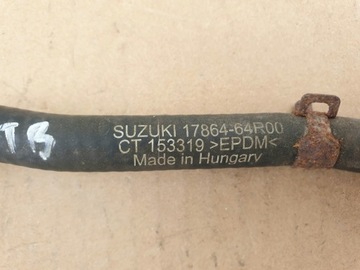 SUZUKI 17864-64R00
CT 153319 >EPDM<
Made in Hungary